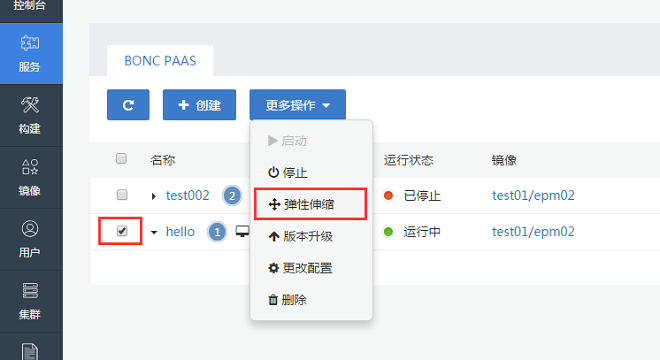 控制台
服务
构建
镜像
用户
集群
BONC PAAS
创建 更多操作
启动
停止
弹性伸缩
版本升级
更改配置
删除
名称 运行状态 镜像
test002 2 已停止 test01/epm02
hello 1 运行中 test01/epm02